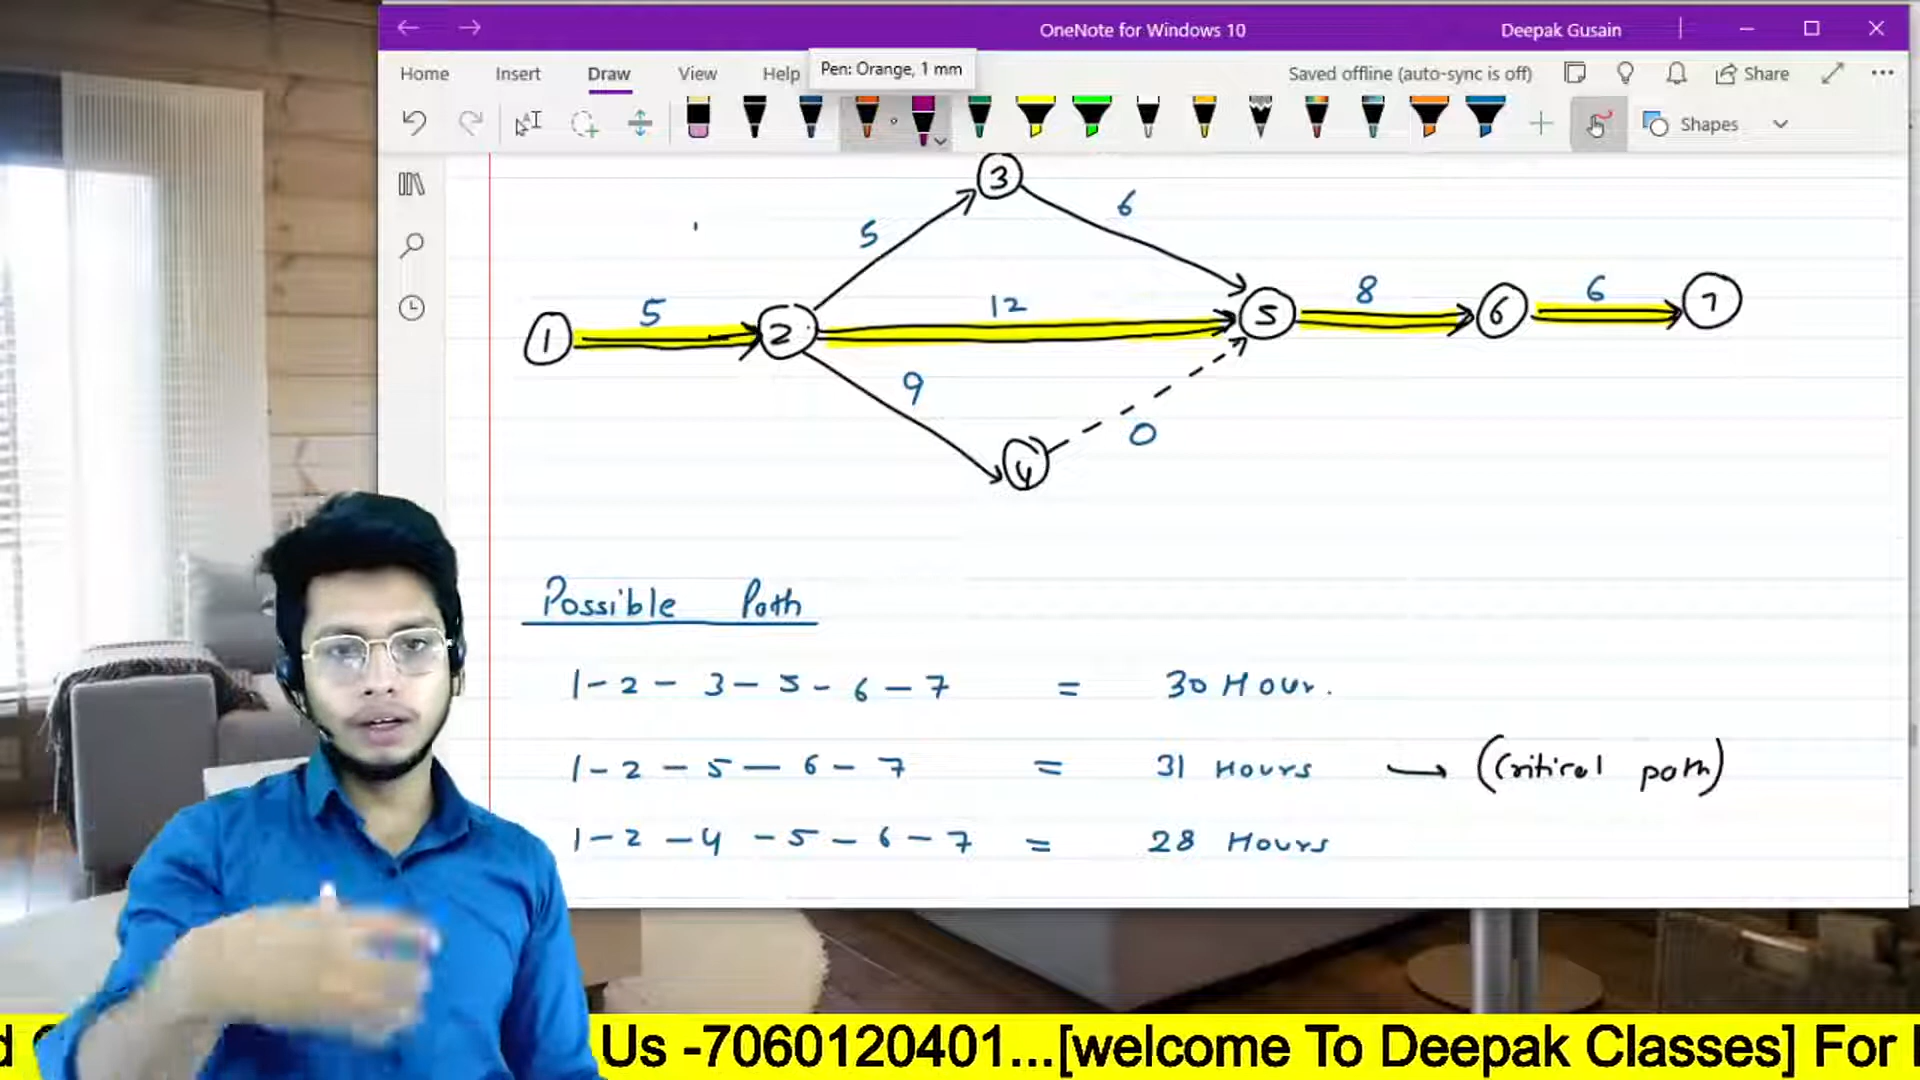 OneNote for Windows 10
Deepak Gusain
Home Insert Draw View Help
Pen: Orange, 1 mm
Saved offline (auto-sync is off)
Share
Shapes
3
5
6
5
12
8
6
1
2
5
6
7
9
0
4
Possible Path
1-2-3-5-6-7 = 30 Hour.
1-2-5-6-7 = 31 Hours → (Critical path)
1-2-4-5-6-7 = 28 Hours
Us -7060120401...[welcome To Deepak Classes] For